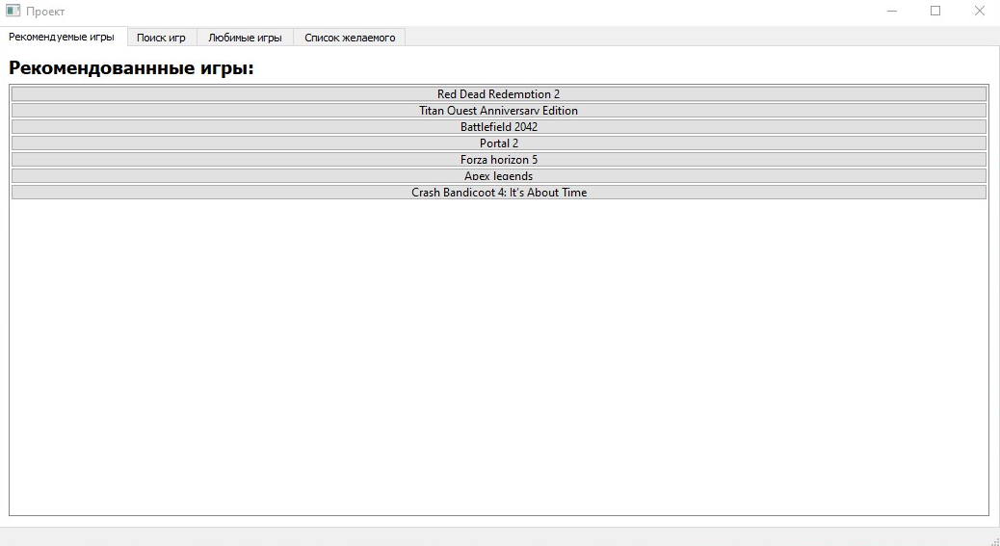 Проект
Рекомендуемые игры Поиск игр Любимые игры Список желаемого
Рекомендованнные игры:
Red Dead Redemption 2
Titan Quest Anniversary Edition
Battlefield 2042
Portal 2
Forza horizon 5
Apex legends
Crash Bandicoot 4: It's About Time